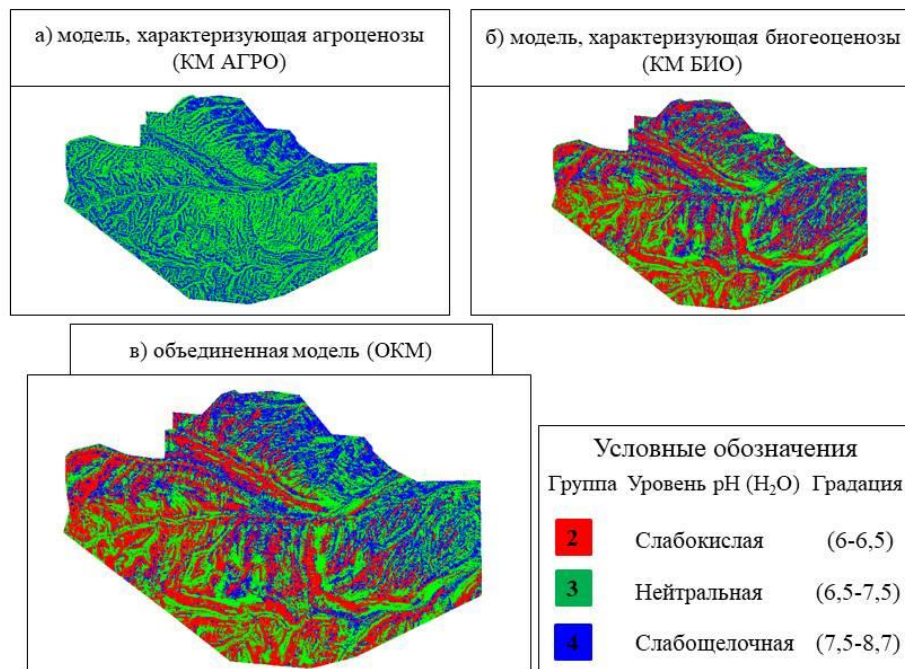 а) модель, характеризующая агроценозы
(КМ АГРО)
б) модель, характеризующая биогеоценозы
(КМ БИО)
в) объединенная модель (ОКМ)
Условные обозначения
Группа Уровень pH (H₂O) Градация
2 Слабокислая (6-6,5)
3 Нейтральная (6,5-7,5)
4 Слабощелочная (7,5-8,7)